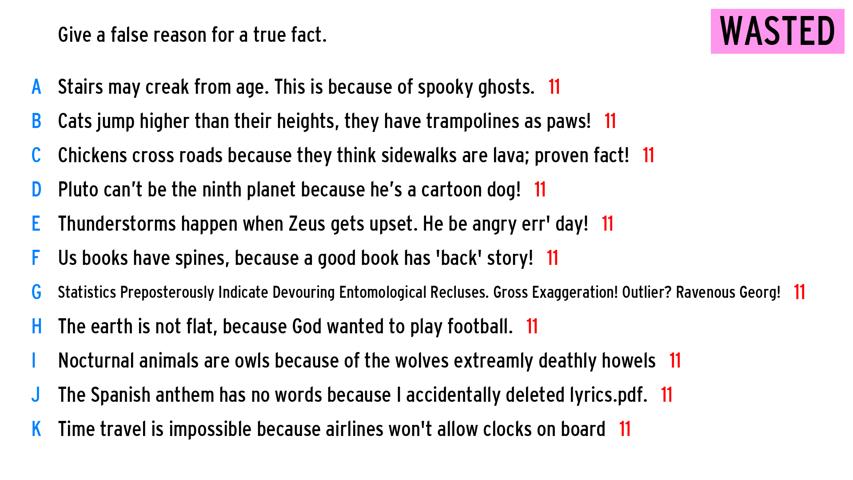 Give a false reason for a true fact.
WASTED
A Stairs may creak from age. This is because of spooky ghosts. 11
B Cats jump higher than their heights, they have trampolines as paws! 11
C Chickens cross roads because they think sidewalks are lava; proven fact! 11
D Pluto can't be the ninth planet because he's a cartoon dog! 11
E Thunderstorms happen when Zeus gets upset. He be angry err' day! 11
F Us books have spines, because a good book has 'back' story! 11
G Statistics Preposterously Indicate Devouring Entomological Recluses. Gross Exaggeration! Outlier? Ravenous Georg! 11
H The earth is not flat, because God wanted to play football. 11
I Nocturnal animals are owls because of the wolves extreamly deathly howels 11
J The Spanish anthem has no words because I accidentally deleted lyrics.pdf. 11
K Time travel is impossible because airlines won't allow clocks on board 11